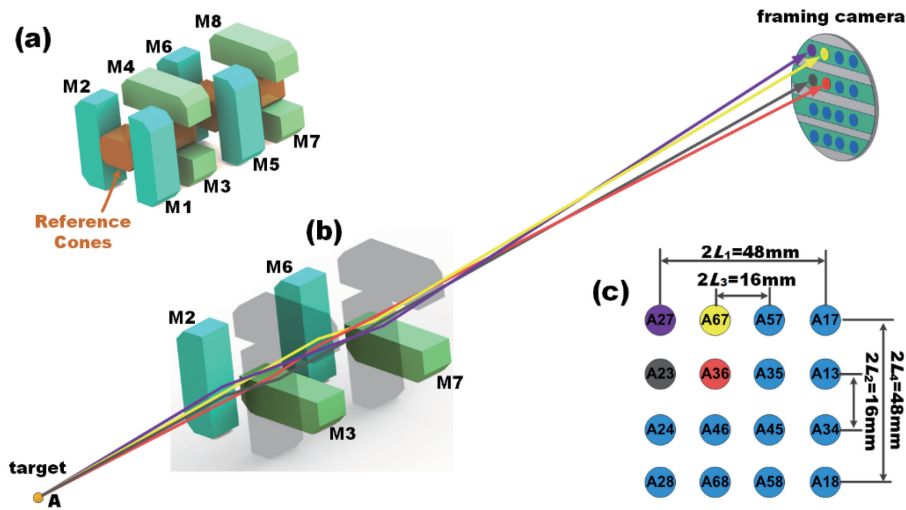 framing camera
(a)
M8
M6
M4
M2
M7
M5
M3
M1
Reference
Cones
(b)
M6
M2
M7
M3
target
A
(c)
2L₁=48mm
2L₃=16mm
A27 A67 A57 A17
A23 A36 A35 A13
A24 A46 A45 A34
A28 A68 A58 A18
2L₂=16mm
2L₄=48mm